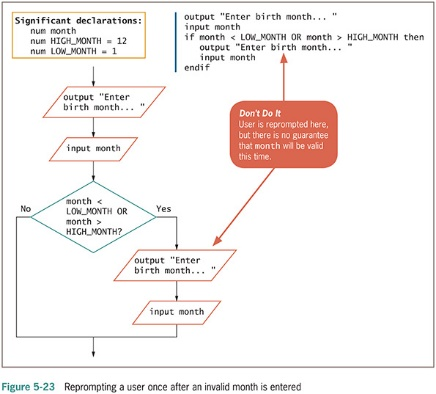 Significant declarations:
num month
num HIGH_MONTH = 12
num LOW_MONTH = 1
output "Enter birth month... "
input month
if month < LOW_MONTH OR month > HIGH_MONTH then
output "Enter birth month... "
input month
endif
output "Enter
birth month... "
input month
Don't Do It
User is reprompted here,
but there is no guarantee
that month will be valid
this time.
No
month <
LOW_MONTH OR
month >
HIGH_MONTH?
Yes
output "Enter
birth month... "
input month
Figure 5-23 Reprompting a user once after an invalid month is entered